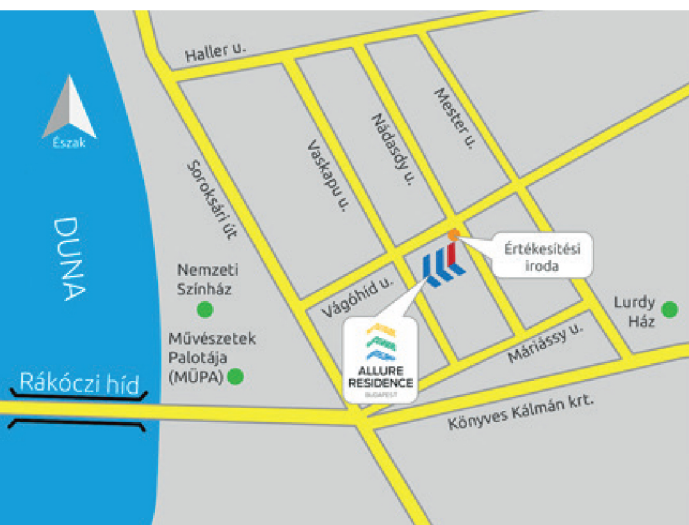 Haller u.
Észak
Vaskapu u.
Nádasdy u.
Mester u.
Soroksári út
DUNA
Értékesítési
iroda
Nemzeti
Színház
Vágóhíd u.
Lurdy
Ház
Művészetek
Palotája
(MŰPA)
Máriássy u.
ALLURE
RESIDENCE
BUDAPEST
Rákóczi híd
Könyves Kálmán krt.